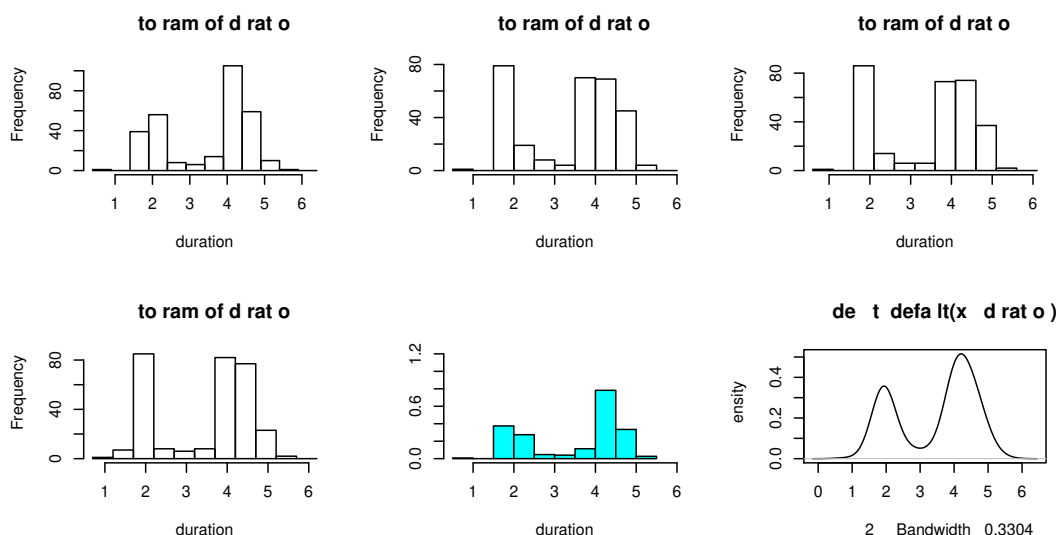 to ram of d rat o
Frequency
0 40 80
1 2 3 4 5 6
duration
to ram of d rat o
Frequency
0 40 80
1 2 3 4 5 6
duration
to ram of d rat o
Frequency
0 40 80
1 2 3 4 5 6
duration
to ram of d rat o
Frequency
0 40 80
1 2 3 4 5 6
duration
0.0 0.6 1.2
1 2 3 4 5 6
duration
de t defa lt(x d rat o )
ensity
0.0 0.2 0.4
0 1 2 3 4 5 6
2 Bandwidth 0.3304